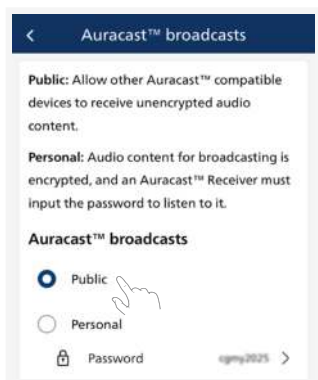 Auracast™ broadcasts
Public: Allow other Auracast™ compatible
devices to receive unencrypted audio
content.
Personal: Audio content for broadcasting is
encrypted, and an Auracast™ Receiver must
input the password to listen to it.
Auracast™ broadcasts
Public
Personal
Password